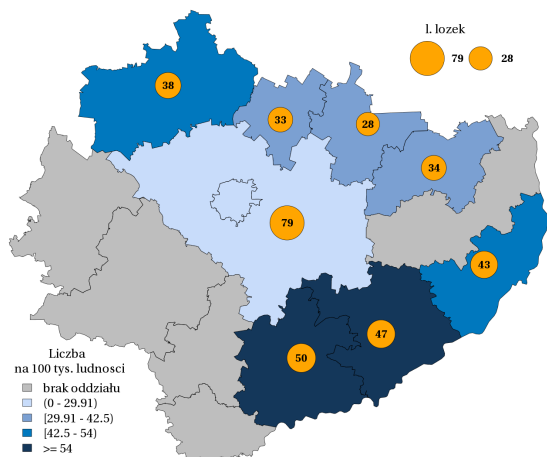 l. lozek
79 28
38
33
28
34
79
43
47
50
Liczba
na 100 tys. ludnosci
brak oddziału
(0 - 29.91)
[29.91 - 42.5)
[42.5 - 54)
>= 54